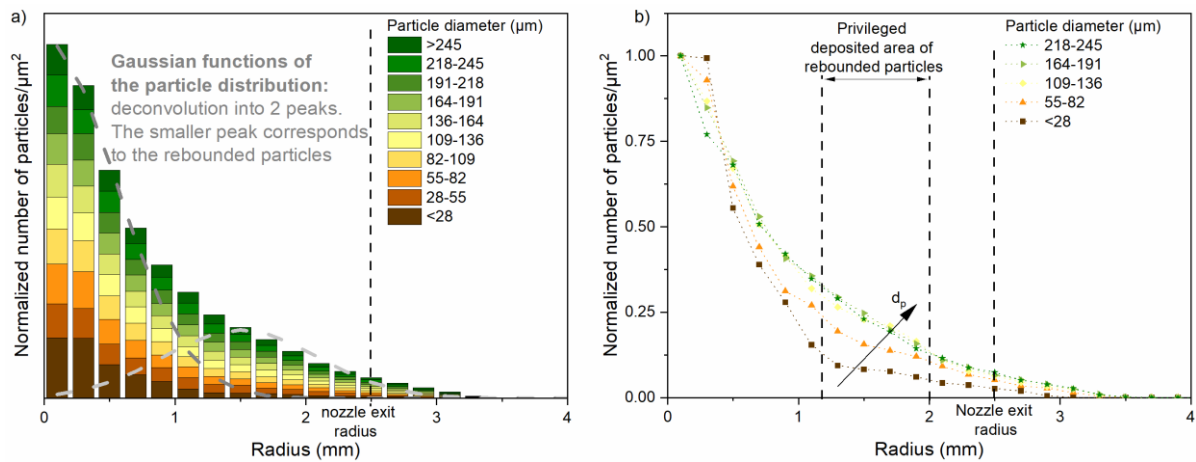 a)
Normalized number of particles/μm²
Gaussian functions of
the particle distribution:
deconvolution into 2 peaks.
The smaller peak corresponds
to the rebounded particles
Particle diameter (μm)
>245
218-245
191-218
164-191
136-164
109-136
82-109
55-82
28-55
<28
nozzle exit
radius
0
1
2
3
4
Radius (mm)
b)
Normalized number of particles/μm²
1.00
0.75
0.50
0.25
0.00
Privileged
deposited area of
rebounded particles
Particle diameter (μm)
218-245
164-191
109-136
55-82
<28
dp
Nozzle exit
radius
0
1
2
3
4
Radius (mm)